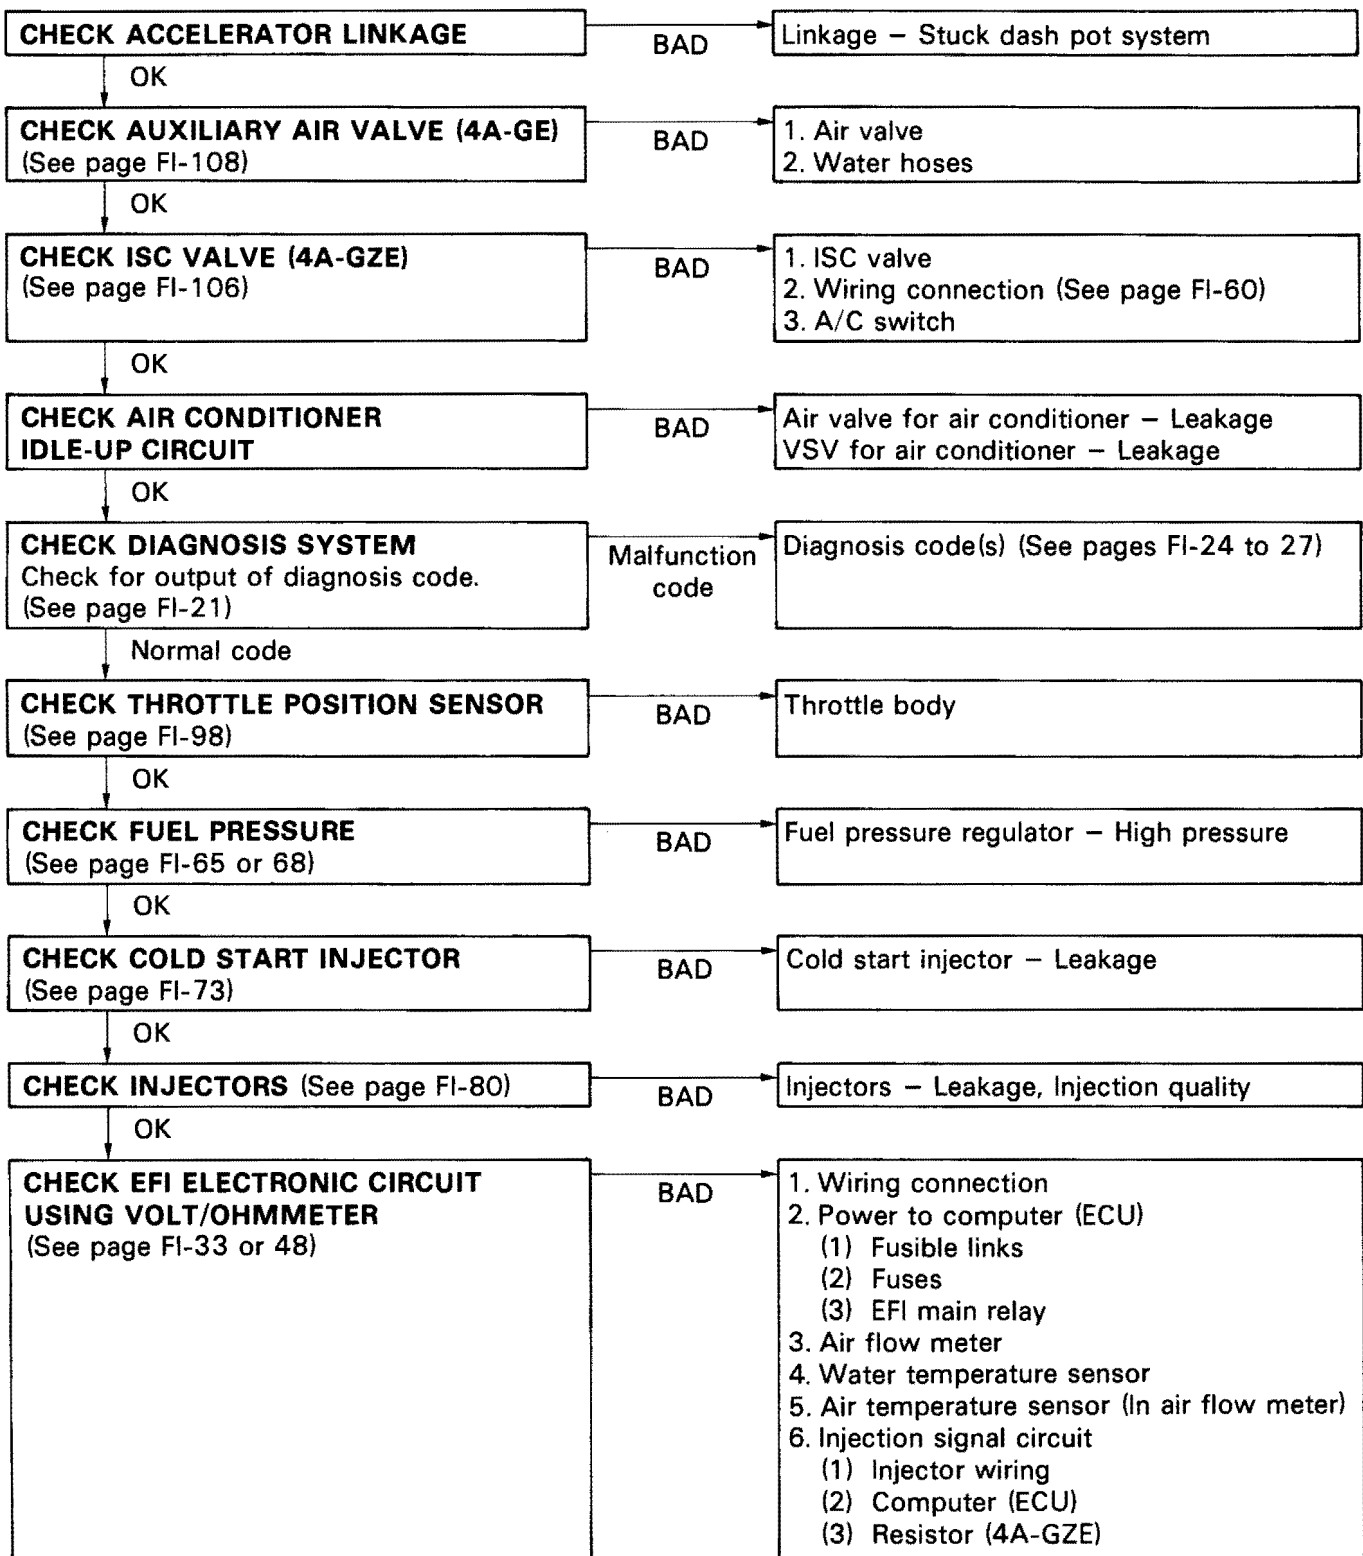 CHECK ACCELERATOR LINKAGE
BAD
Linkage — Stuck dash pot system
OK
CHECK AUXILIARY AIR VALVE (4A-GE)
(See page FI-108)
BAD
1. Air valve
2. Water hoses
OK
CHECK ISC VALVE (4A-GZE)
(See page FI-106)
BAD
1. ISC valve
2. Wiring connection (See page FI-60)
3. A/C switch
OK
CHECK AIR CONDITIONER
IDLE-UP CIRCUIT
BAD
Air valve for air conditioner — Leakage
VSV for air conditioner — Leakage
OK
CHECK DIAGNOSIS SYSTEM
Check for output of diagnosis code.
(See page FI-21)
Malfunction
code
Diagnosis code(s) (See pages FI-24 to 27)
Normal code
CHECK THROTTLE POSITION SENSOR
(See page FI-98)
BAD
Throttle body
OK
CHECK FUEL PRESSURE
(See page FI-65 or 68)
BAD
Fuel pressure regulator — High pressure
OK
CHECK COLD START INJECTOR
(See page FI-73)
BAD
Cold start injector — Leakage
OK
CHECK INJECTORS (See page FI-80)
BAD
Injectors — Leakage, Injection quality
OK
CHECK EFI ELECTRONIC CIRCUIT
USING VOLT/OHMMETER
(See page FI-33 or 48)
BAD
1. Wiring connection
2. Power to computer (ECU)
(1) Fusible links
(2) Fuses
(3) EFI main relay
3. Air flow meter
4. Water temperature sensor
5. Air temperature sensor (In air flow meter)
6. Injection signal circuit
(1) Injector wiring
(2) Computer (ECU)
(3) Resistor (4A-GZE)